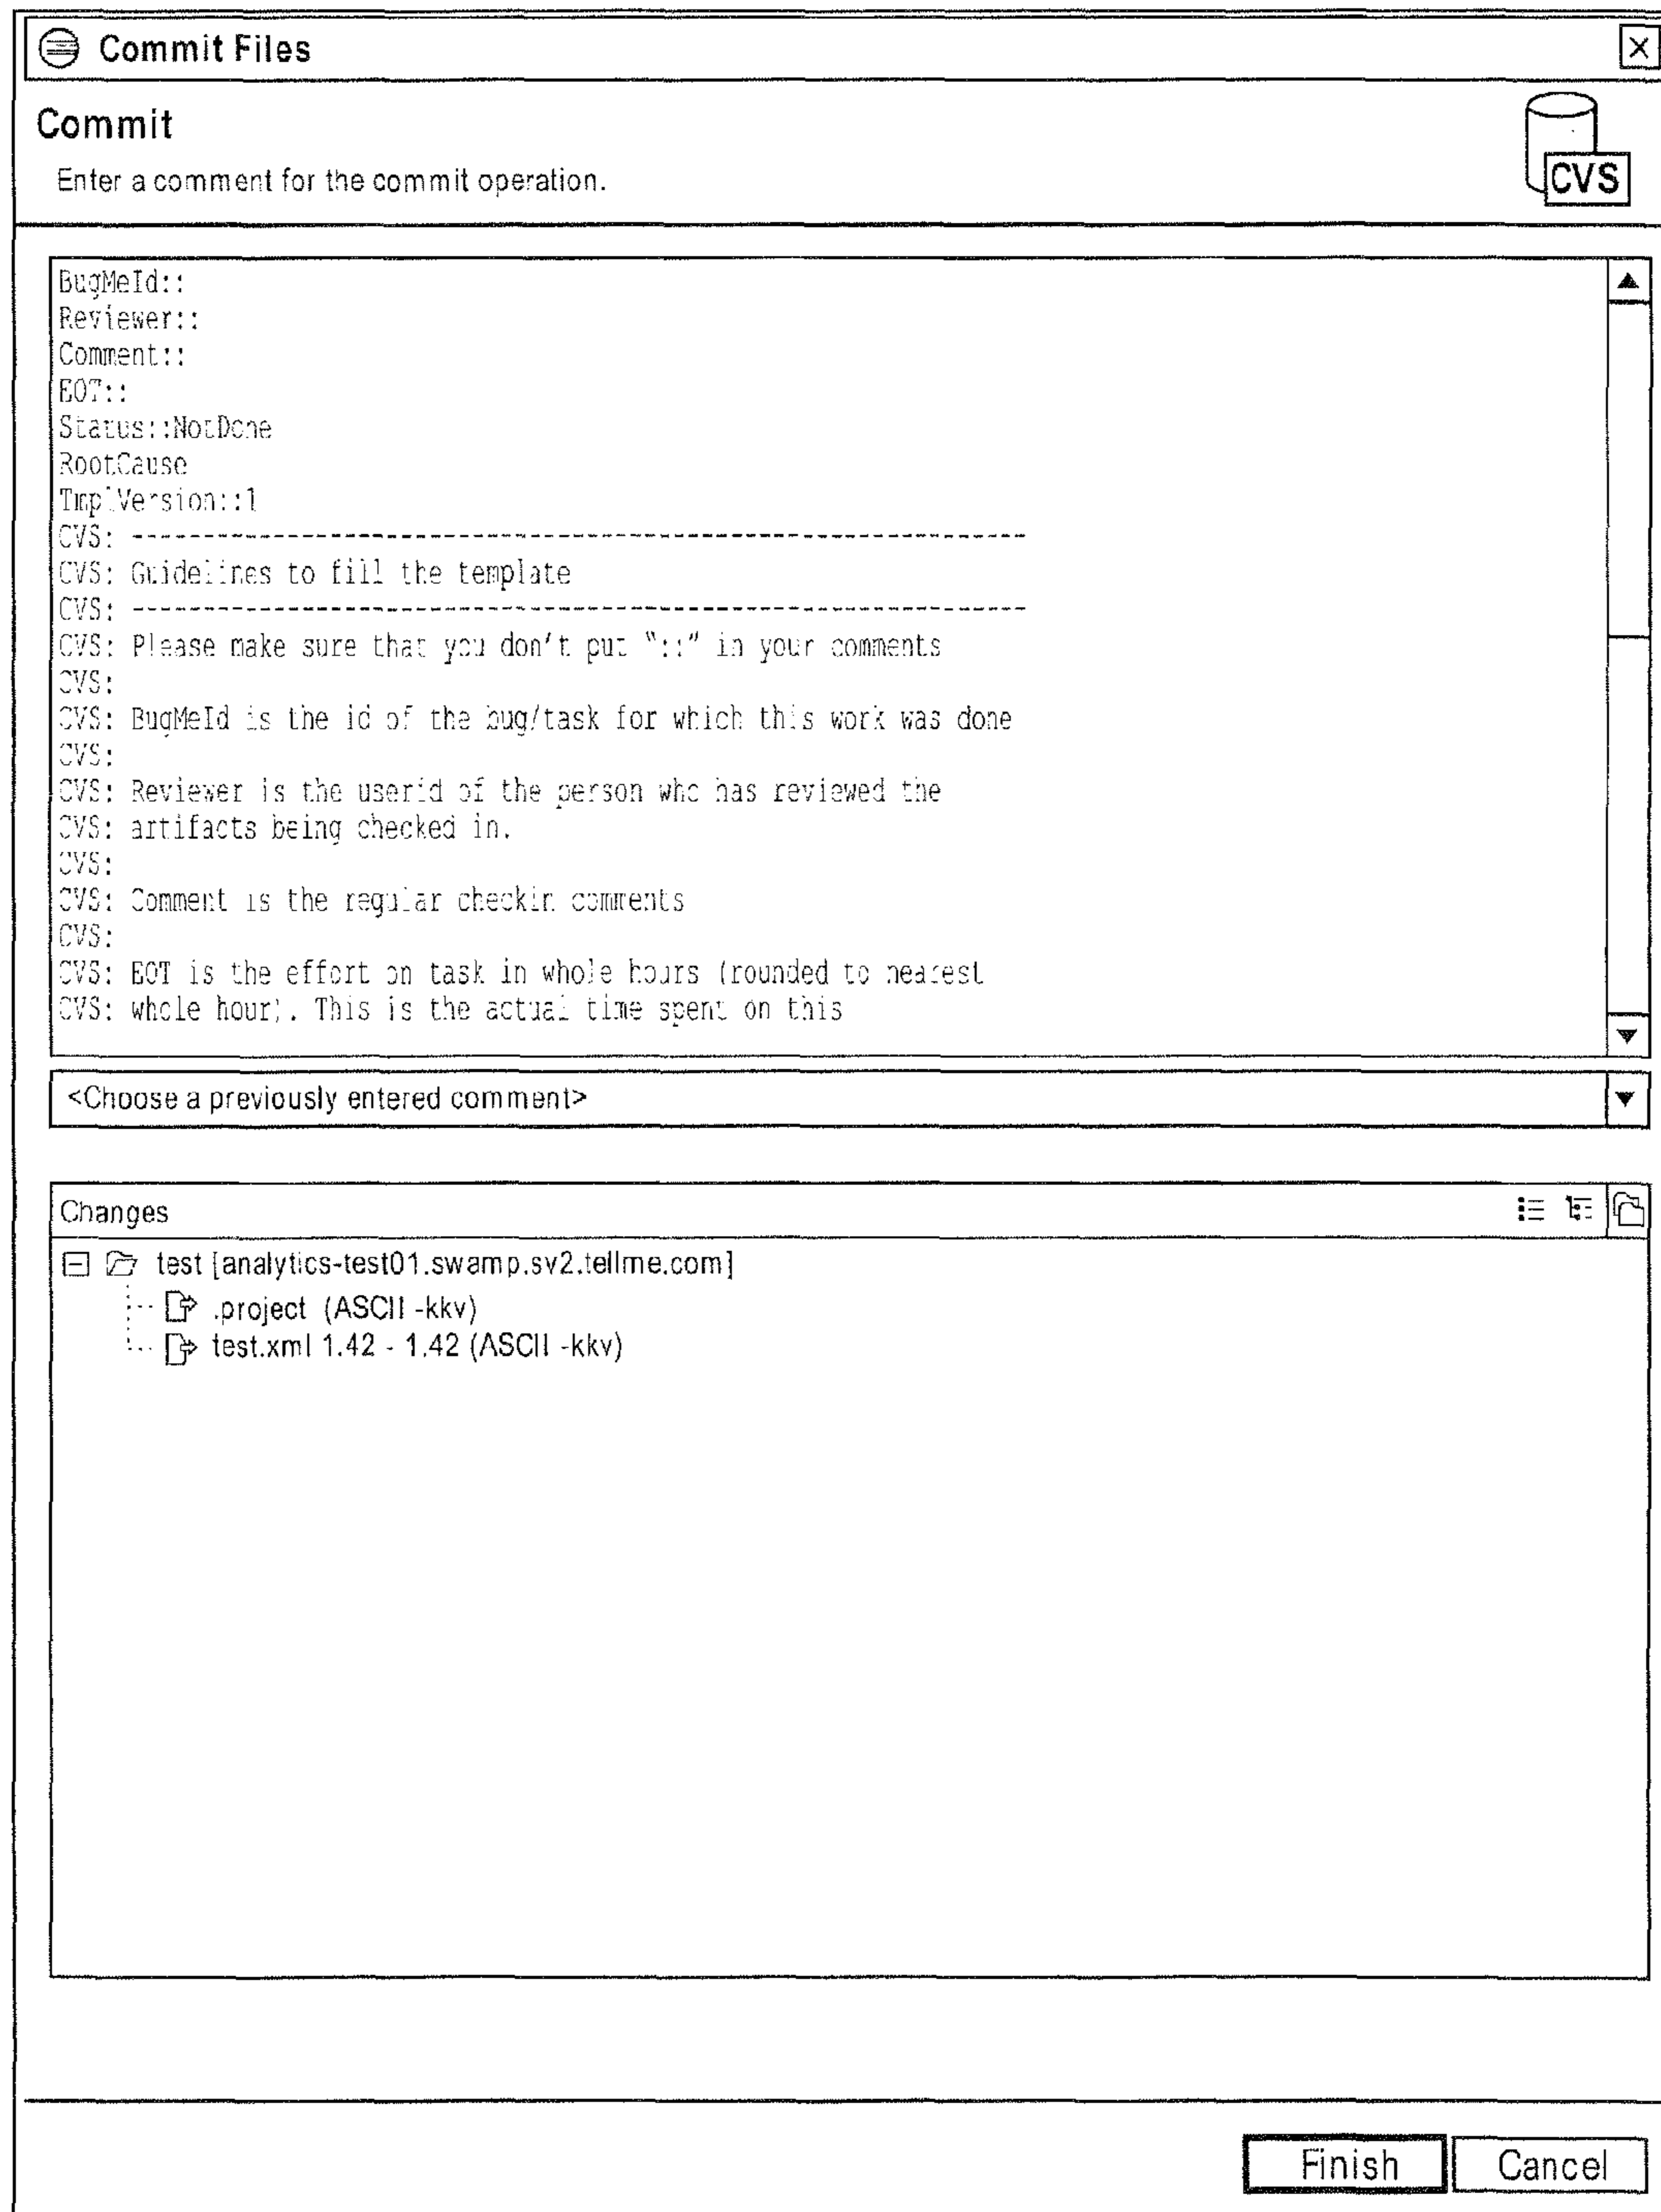 Commit Files
Commit
Enter a comment for the commit operation.
CVS
BugMeId::
Reviewer::
Comment::
EOT::
Status::NotDone
RootCause
TmplVersion::1
CVS: ---------------------------------------------------------------
CVS: Guidelines to fill the template
CVS: ---------------------------------------------------------------
CVS: Please make sure that you don't put "::" in your comments
CVS:
CVS: BugMeId is the id of the bug/task for which this work was done
CVS:
CVS: Reviewer is the userid of the person who has reviewed the
CVS: artifacts being checked in.
CVS:
CVS: Comment is the regular checkin comments
CVS:
CVS: EOT is the effort on task in whole hours (rounded to nearest
CVS: whole hour). This is the actual time spent on this
<Choose a previously entered comment>
Changes
test [analytics-test01.swamp.sv2.tellme.com]
.project (ASCII -kkv)
test.xml 1.42 - 1.42 (ASCII -kkv)
Finish Cancel